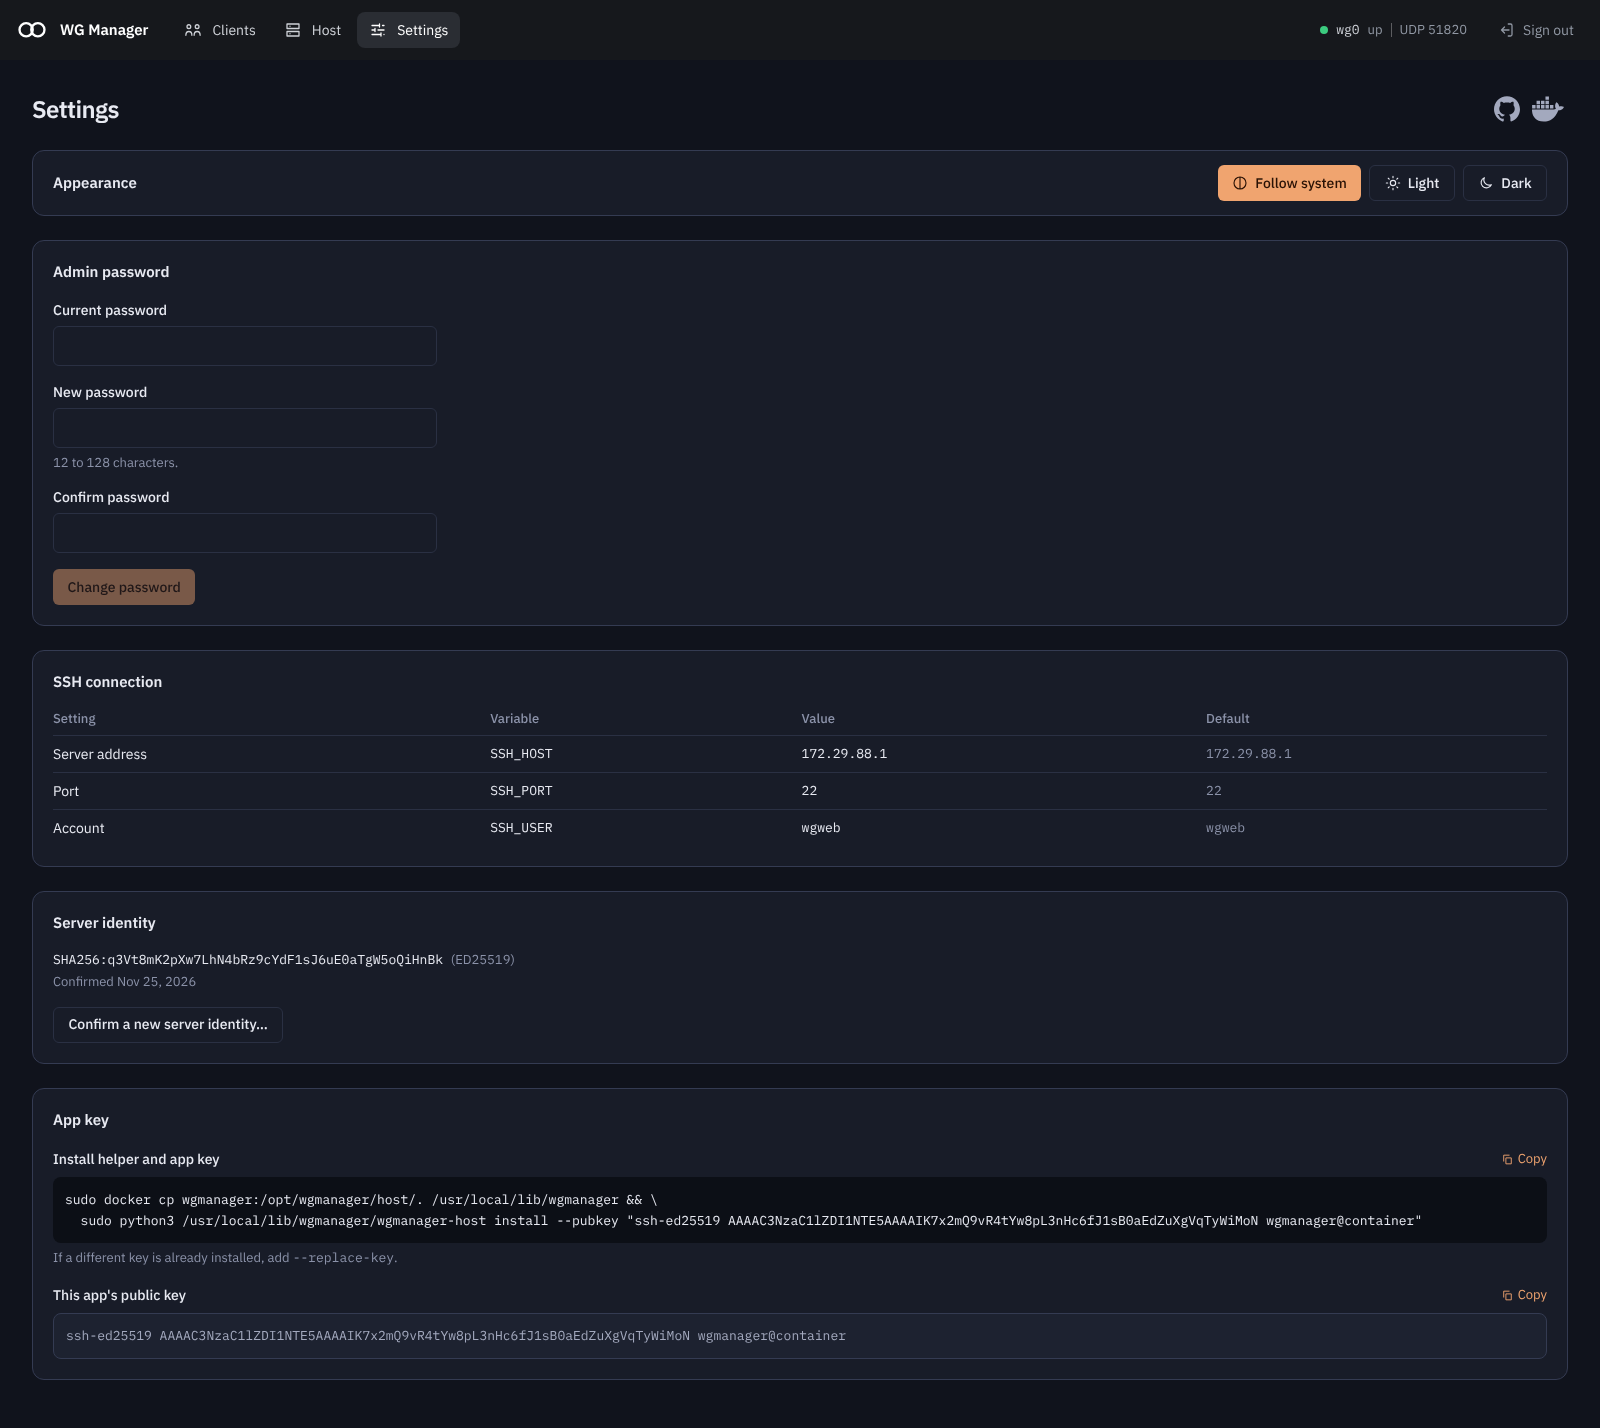 WG Manager
Clients
Host
Settings
wg0 up | UDP 51820
Sign out
Settings
Appearance
Follow system
Light
Dark
Admin password
Current password
New password
12 to 128 characters.
Confirm password
Change password
SSH connection
Setting Variable Value Default
Server address SSH_HOST 172.29.88.1 172.29.88.1
Port SSH_PORT 22 22
Account SSH_USER wgweb wgweb
Server identity
SHA256:q3Vt8mK2pXw7LhN4bRz9cYdF1sJ6uE0aTgW5oQiHnBk (ED25519)
Confirmed Nov 25, 2026
Confirm a new server identity...
App key
Install helper and app key
Copy
sudo docker cp wgmanager:/opt/wgmanager/host/. /usr/local/lib/wgmanager && \
sudo python3 /usr/local/lib/wgmanager/wgmanager-host install --pubkey "ssh-ed25519 AAAAC3NzaC1lZDI1NTE5AAAAIK7x2mQ9vR4tYw8pL3nHc6fJ1sB0aEdZuXgVqTyWiMoN wgmanager@container"
If a different key is already installed, add --replace-key.
This app's public key
Copy
ssh-ed25519 AAAAC3NzaC1lZDI1NTE5AAAAIK7x2mQ9vR4tYw8pL3nHc6fJ1sB0aEdZuXgVqTyWiMoN wgmanager@container